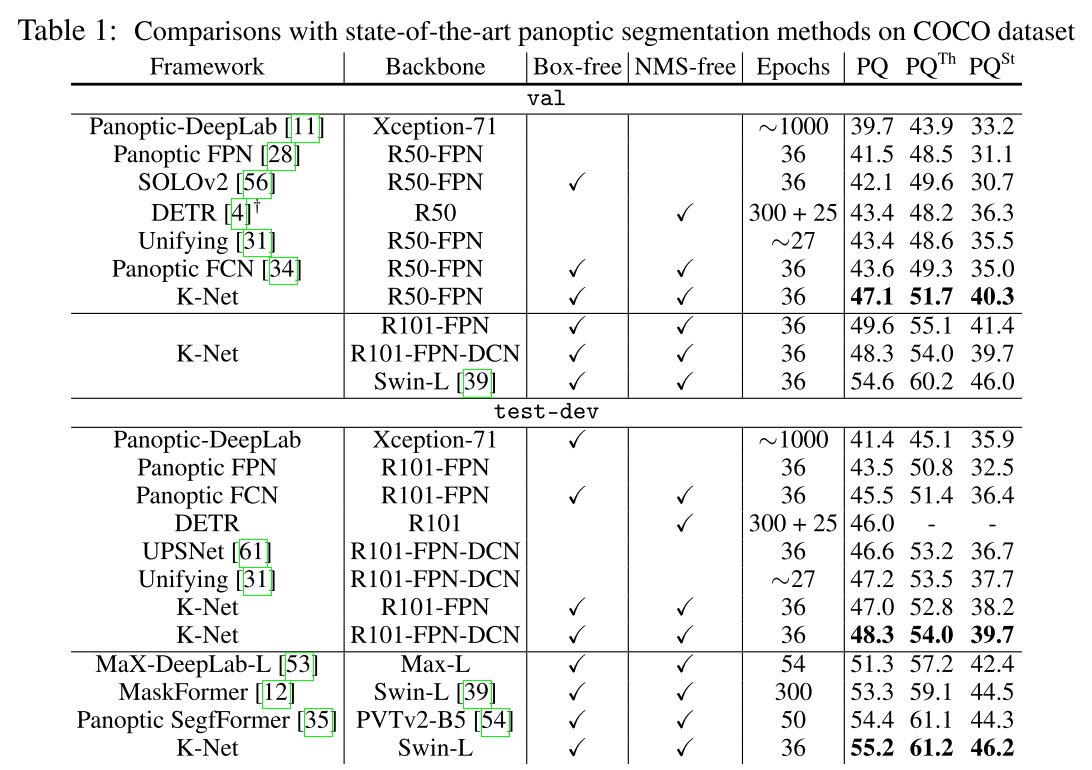 Table 1: Comparisons with state-of-the-art panoptic segmentation methods on COCO dataset
Framework Backbone Box-free NMS-free Epochs PQ PQ^Th PQ^St
val
Panoptic-DeepLab [11] Xception-71 ~1000 39.7 43.9 33.2
Panoptic FPN [28] R50-FPN 36 41.5 48.5 31.1
SOLOv2 [56] R50-FPN ✓ 36 42.1 49.6 30.7
DETR [4]† R50 ✓ 300 + 25 43.4 48.2 36.3
Unifying [31] R50-FPN ~27 43.4 48.6 35.5
Panoptic FCN [34] R50-FPN ✓ ✓ 36 43.6 49.3 35.0
K-Net R50-FPN ✓ ✓ 36 47.1 51.7 40.3
R101-FPN ✓ ✓ 36 49.6 55.1 41.4
K-Net R101-FPN-DCN ✓ ✓ 36 48.3 54.0 39.7
Swin-L [39] ✓ ✓ 36 54.6 60.2 46.0
test-dev
Panoptic-DeepLab Xception-71 ✓ ~1000 41.4 45.1 35.9
Panoptic FPN R101-FPN 36 43.5 50.8 32.5
Panoptic FCN R101-FPN ✓ ✓ 36 45.5 51.4 36.4
DETR R101 ✓ 300 + 25 46.0 - -
UPSNet [61] R101-FPN-DCN 36 46.6 53.2 36.7
Unifying [31] R101-FPN-DCN ~27 47.2 53.5 37.7
K-Net R101-FPN ✓ ✓ 36 47.0 52.8 38.2
K-Net R101-FPN-DCN ✓ ✓ 36 48.3 54.0 39.7
MaX-DeepLab-L [53] Max-L ✓ ✓ 54 51.3 57.2 42.4
MaskFormer [12] Swin-L [39] ✓ ✓ 300 53.3 59.1 44.5
Panoptic SegfFormer [35] PVTv2-B5 [54] ✓ ✓ 50 54.4 61.1 44.3
K-Net Swin-L ✓ ✓ 36 55.2 61.2 46.2